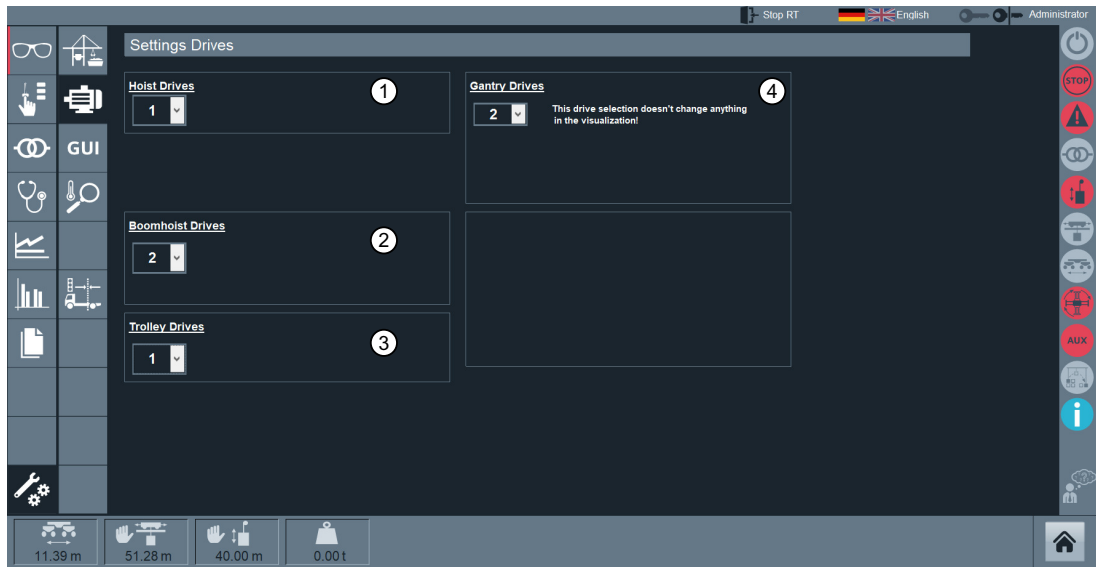 Stop RT
English
Administrator
Settings Drives
Hoist Drives
1
1
Gantry Drives
4
2
This drive selection doesn't change anything
in the visualization!
GUI
Boomhoist Drives
2
2
Trolley Drives
3
1
STOP
AUX
i
11.39 m
51.28 m
40.00 m
0.00 t